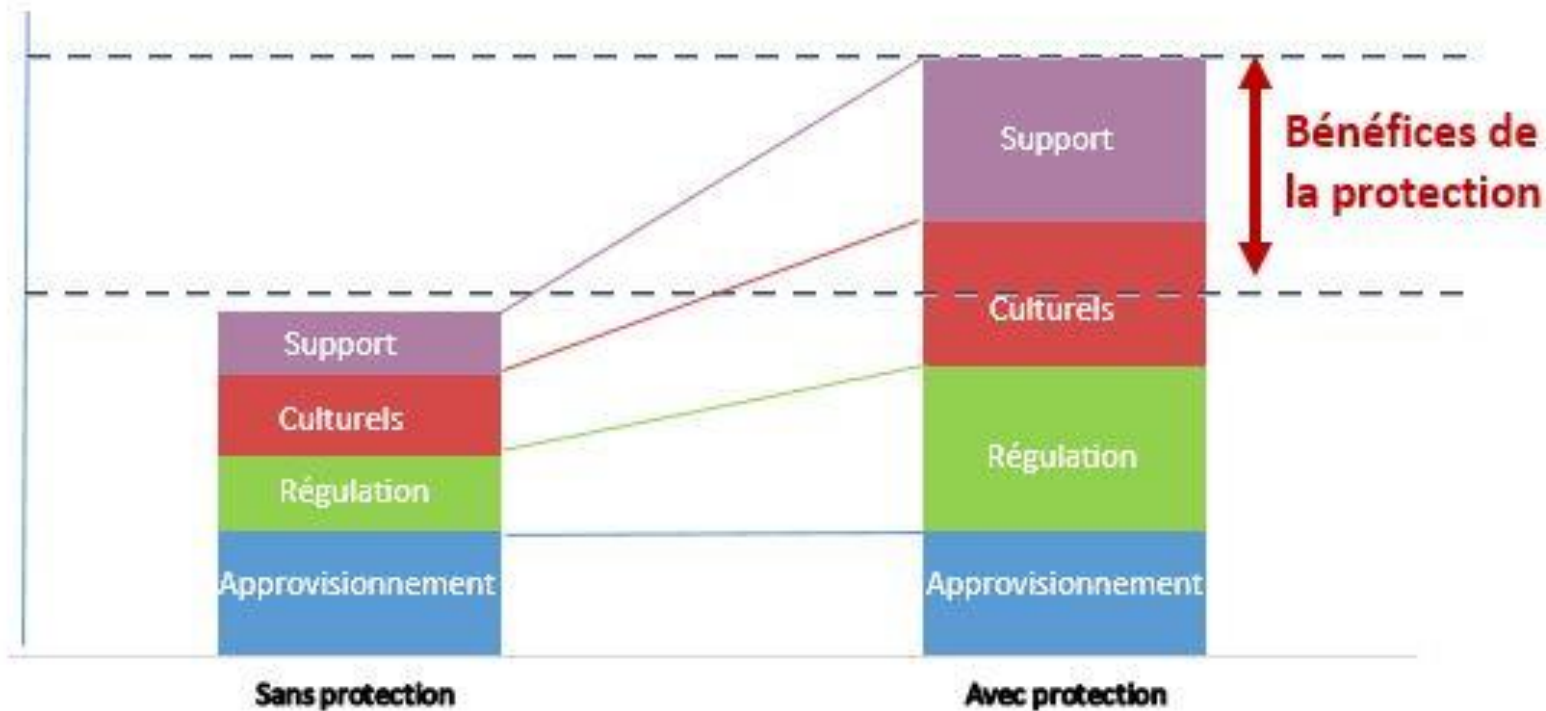 Support
Bénéfices de
la protection
Culturels
Régulation
Approvisionnement
Support
Culturels
Régulation
Approvisionnement
Sans protection
Avec protection